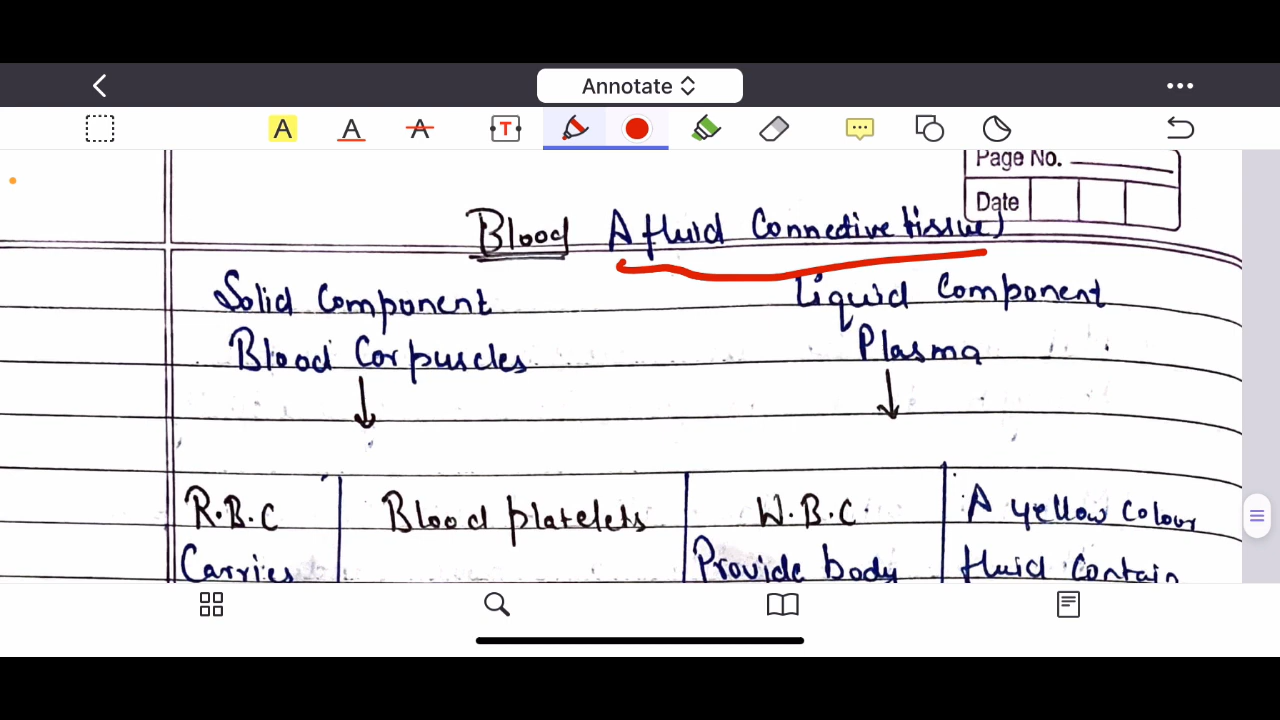 Annotate
A A A T
Page No.
Date
Blood A fluid Connective tissue)
Solid Component Liquid Component
Blood Corpuscles Plasma
R.B.C Blood platelets W.B.C. A yellow colour
Carries Provide body fluid contain